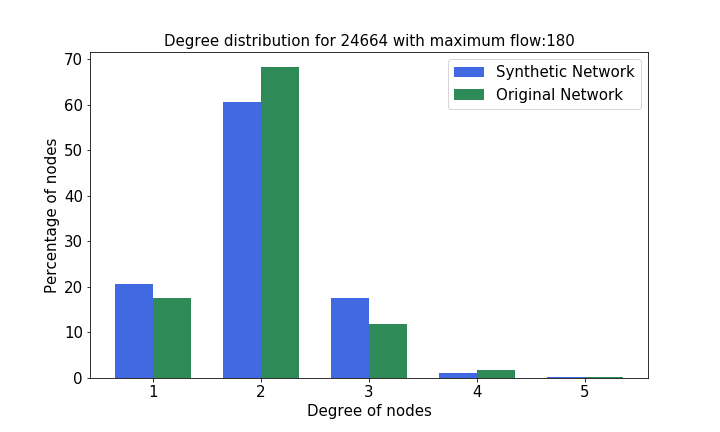 Degree distribution for 24664 with maximum flow:180
Synthetic Network
Original Network
Percentage of nodes
70
60
50
40
30
20
10
0
1 2 3 4 5
Degree of nodes